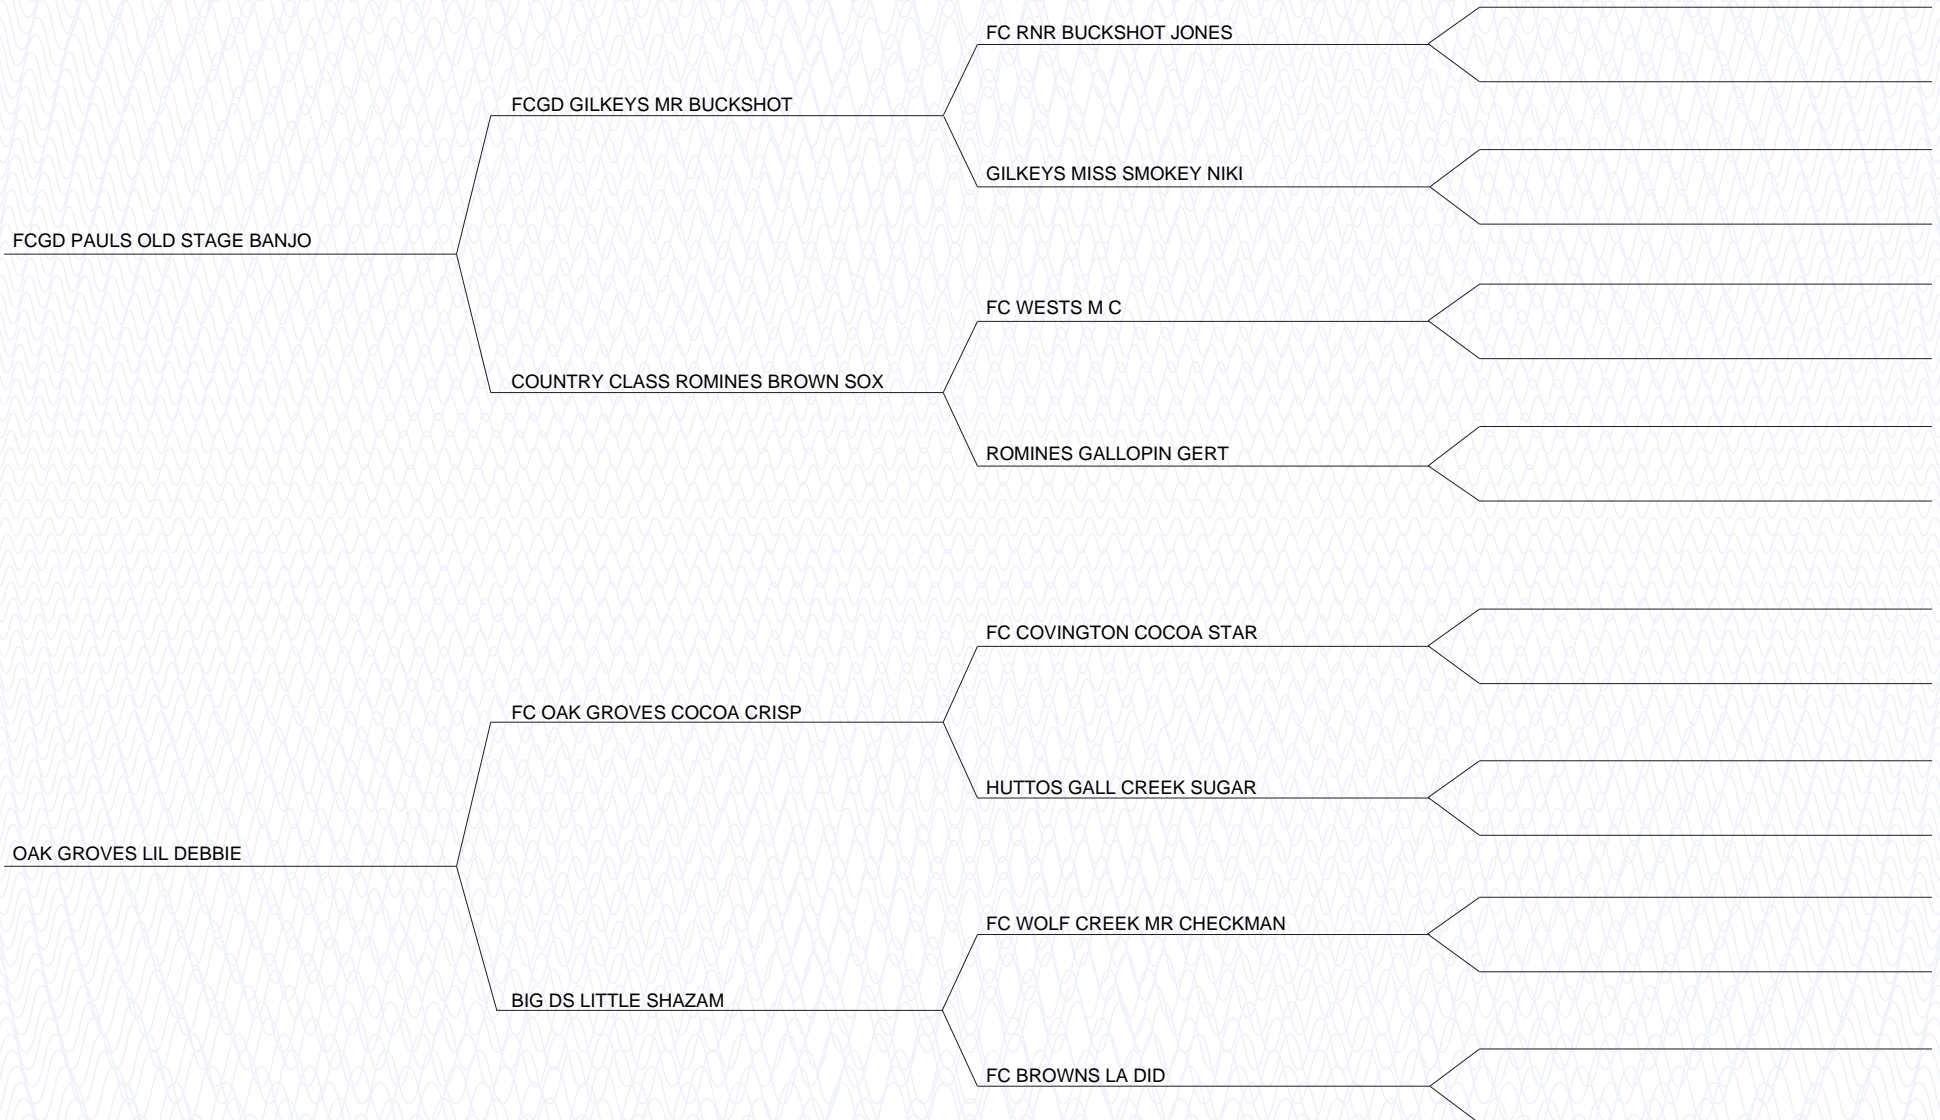 FC RNR BUCKSHOT JONES
FCGD GILKEYS MR BUCKSHOT
GILKEYS MISS SMOKEY NIKI
FCGD PAULS OLD STAGE BANJO
FC WESTS M C
COUNTRY CLASS ROMINES BROWN SOX
ROMINES GALLOPIN GERT
FC COVINGTON COCOA STAR
FC OAK GROVES COCOA CRISP
HUTTOS GALL CREEK SUGAR
OAK GROVES LIL DEBBIE
FC WOLF CREEK MR CHECKMAN
BIG DS LITTLE SHAZAM
FC BROWNS LA DID